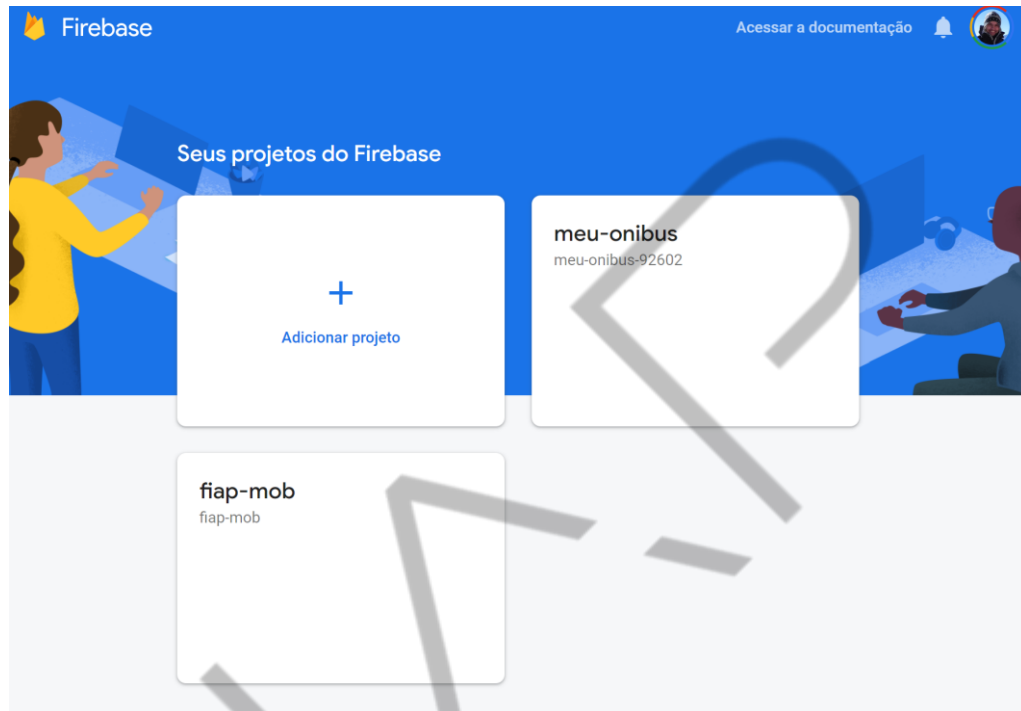 Firebase
Acessar a documentação
Seus projetos do Firebase
Adicionar projeto
meu-onibus
meu-onibus-92602
fiap-mob
fiap-mob